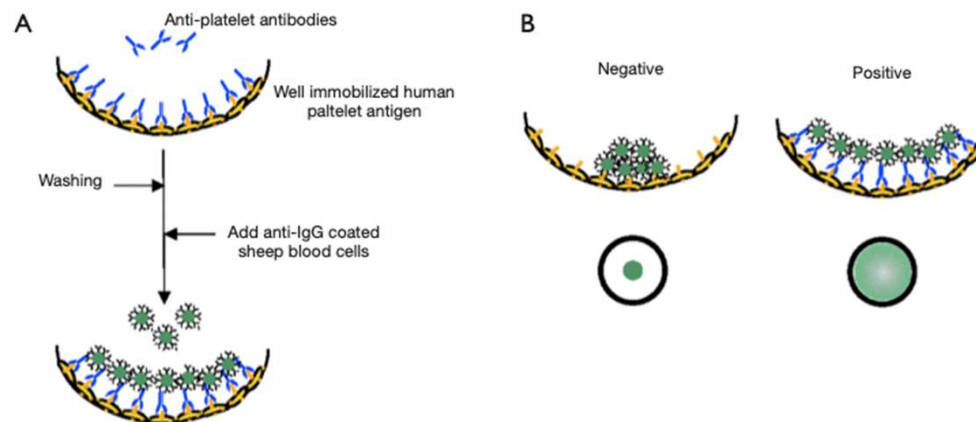 A
Anti-platelet antibodies
Well immobilized human
paltelet antigen
Washing
Add anti-IgG coated
sheep blood cells
B
Negative
Positive